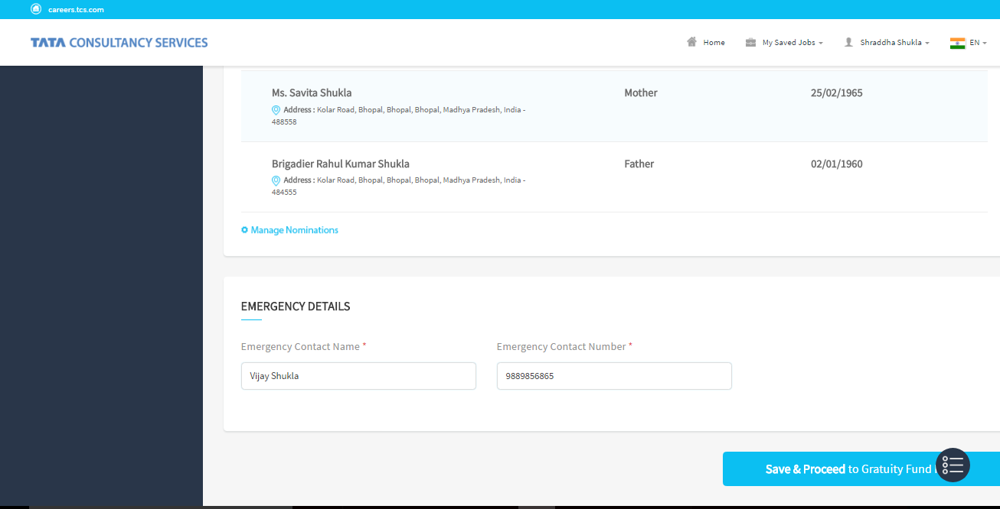 careers.tcs.com
TATA CONSULTANCY SERVICES
Home
My Saved Jobs
Shraddha Shukla
EN
Ms. Savita Shukla
Mother
25/02/1965
Address : Kolar Road, Bhopal, Bhopal, Bhopal, Madhya Pradesh, India -
488558
Brigadier Rahul Kumar Shukla
Father
02/01/1960
Address : Kolar Road, Bhopal, Bhopal, Bhopal, Madhya Pradesh, India -
484555
Manage Nominations
EMERGENCY DETAILS
Emergency Contact Name *
Emergency Contact Number *
Vijay Shukla
9889856865
Save & Proceed to Gratuity Fund